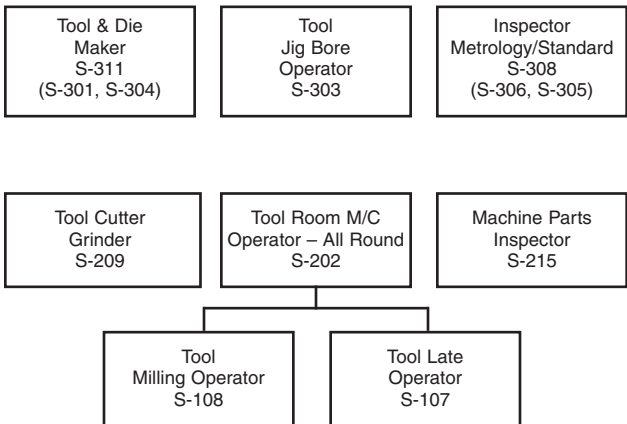 Tool & Die
Maker
S-311
(S-301, S-304)
Tool
Jig Bore
Operator
S-303
Inspector
Metrology/Standard
S-308
(S-306, S-305)
Tool Cutter
Grinder
S-209
Tool Room M/C
Operator – All Round
S-202
Machine Parts
Inspector
S-215
Tool
Milling Operator
S-108
Tool Late
Operator
S-107